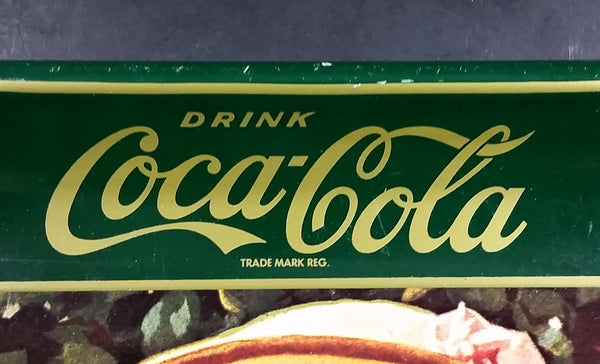 DRINK
Coca-Cola
TRADE MARK REG.